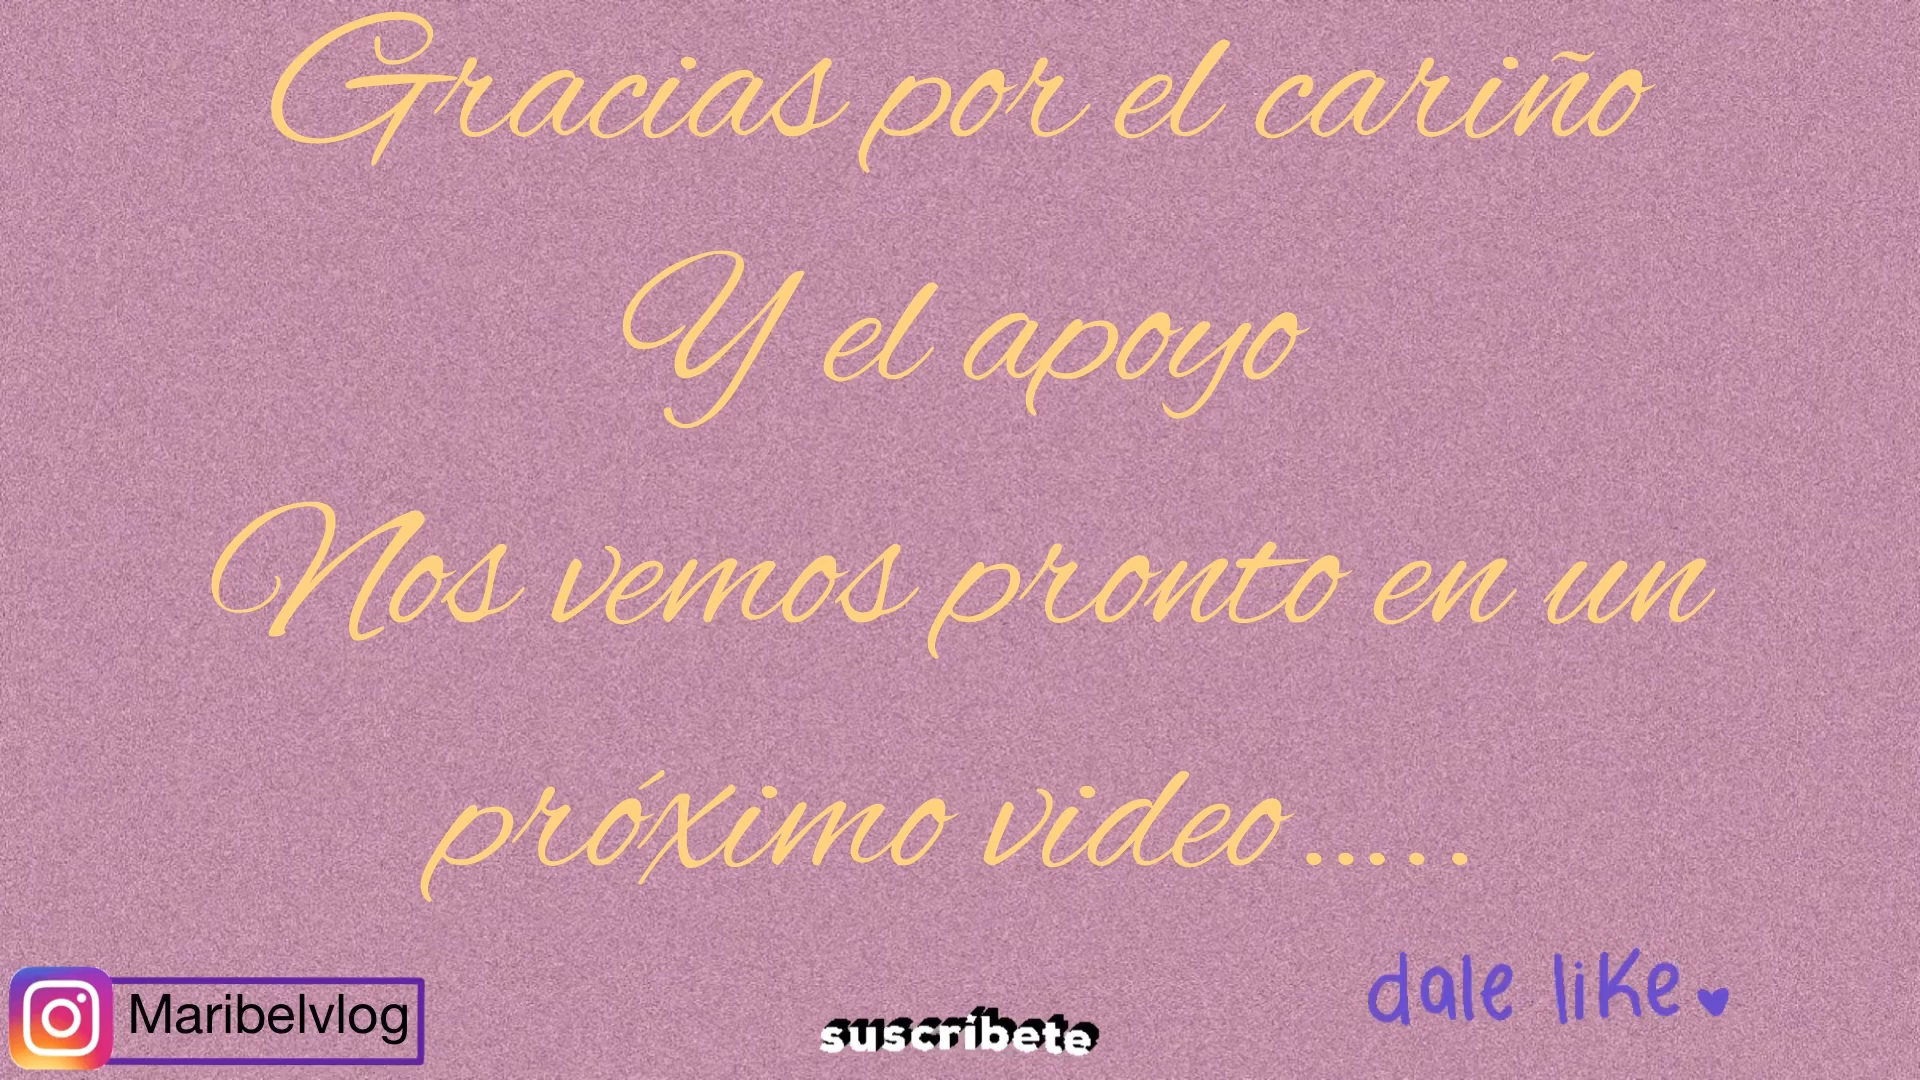 Gracias por el cariño
Y el apoyo
Nos vemos pronto en un
próximo video.....
dale like
Maribelvlog
suscríbete